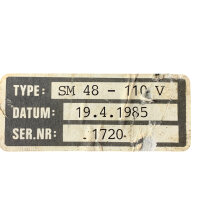 TYPE: SM 48 - 110 V
DATUM: 19.4.1985
SER.NR: 1720